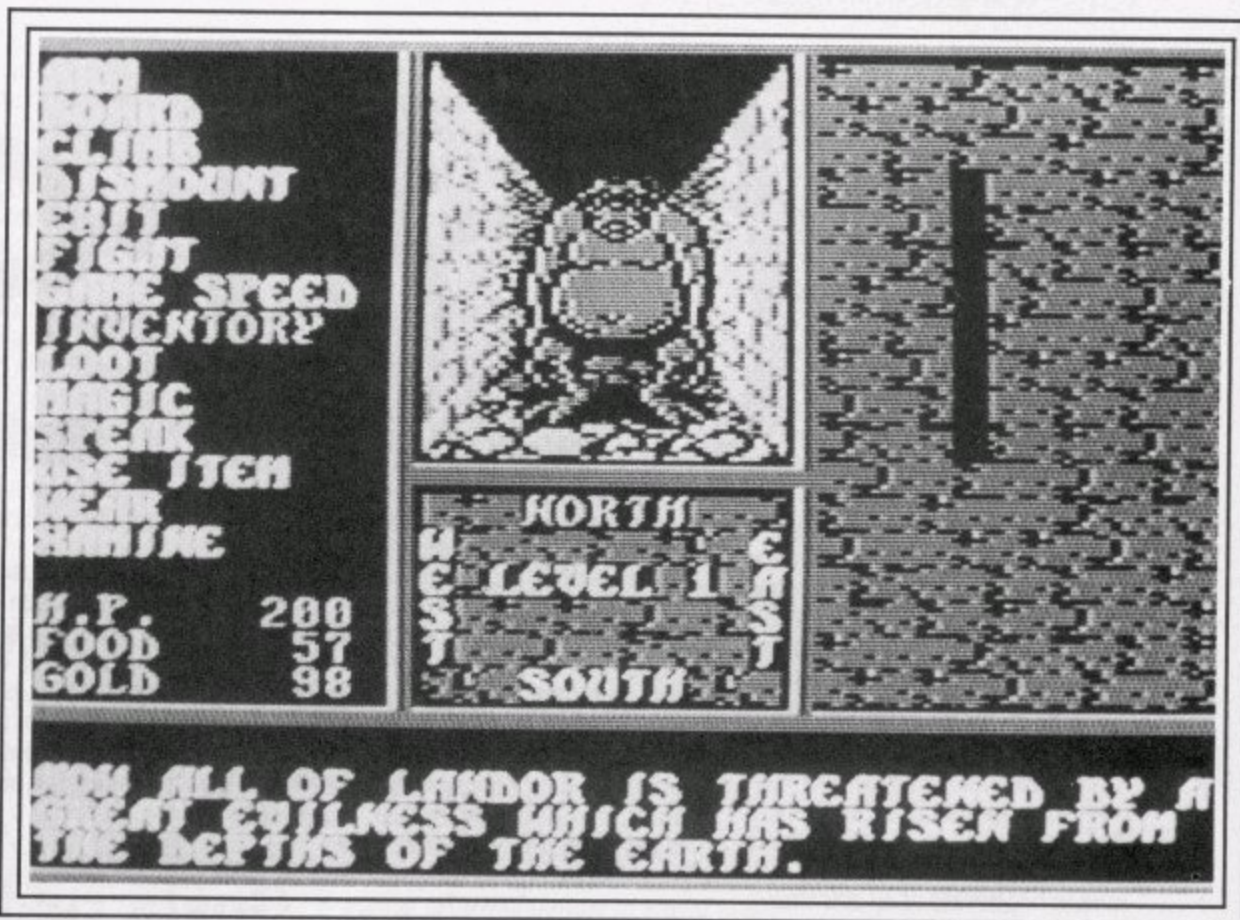 ARM
BOARD
CLIMB
DISMOUNT
EXIT
FIGHT
GAME SPEED
INVENTORY
LOOT
MAGIC
SPEAK
USE ITEM
WEAR
XAMINE
H.P. 200
FOOD 57
GOLD 98
NORTH
WEST
LEVEL 1
EAST
SOUTH
NOW ALL OF LANDOR IS THREATENED BY A
GREAT EVILNESS WHICH HAS RISEN FROM
THE DEPTHS OF THE EARTH.